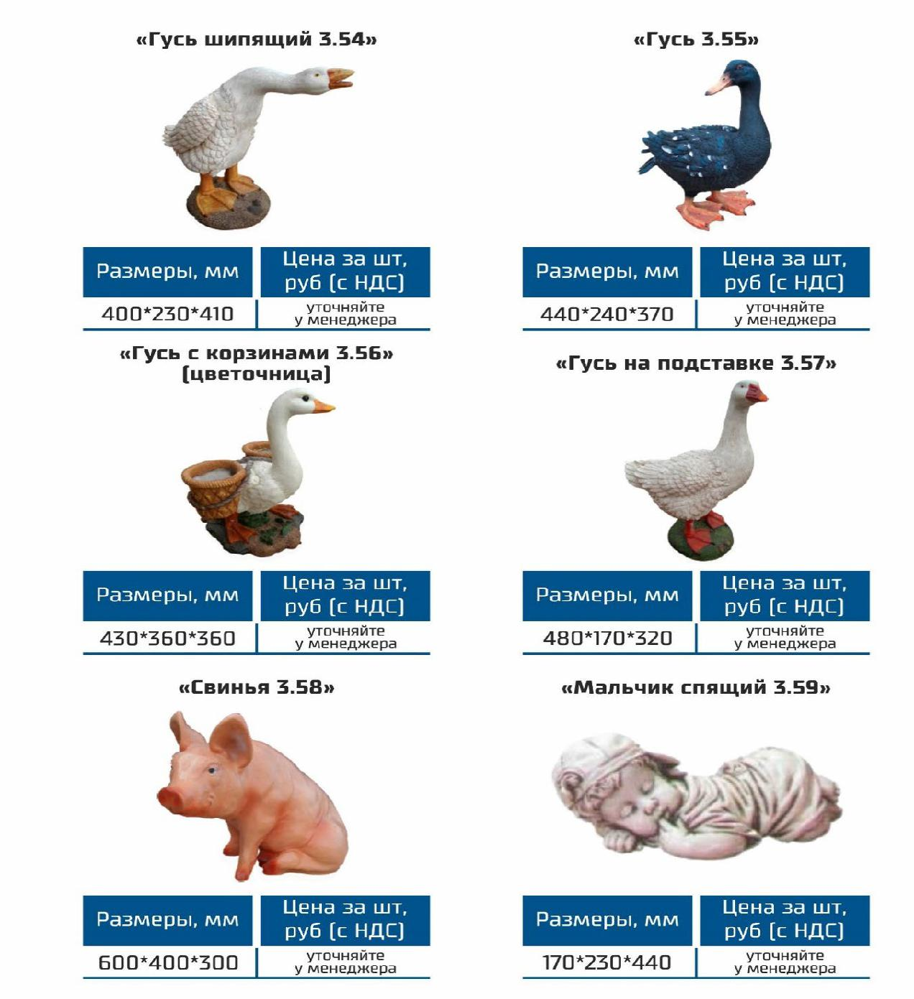 «Гусь шипящий 3.54»
Размеры, мм
Цена за шт,
руб (с НДС)
400*230*410
уточняйте
у менеджера
«Гусь 3.55»
Размеры, мм
Цена за шт,
руб (с НДС)
440*240*370
уточняйте
у менеджера
«Гусь с корзинами 3.56»
(цветочница)
Размеры, мм
Цена за шт,
руб (с НДС)
430*360*360
уточняйте
у менеджера
«Гусь на подставке 3.57»
Размеры, мм
Цена за шт,
руб (с НДС)
480*170*320
уточняйте
у менеджера
«Свинья 3.58»
Размеры, мм
Цена за шт,
руб (с НДС)
600*400*300
уточняйте
у менеджера
«Мальчик спящий 3.59»
Размеры, мм
Цена за шт,
руб (с НДС)
170*230*440
уточняйте
у менеджера